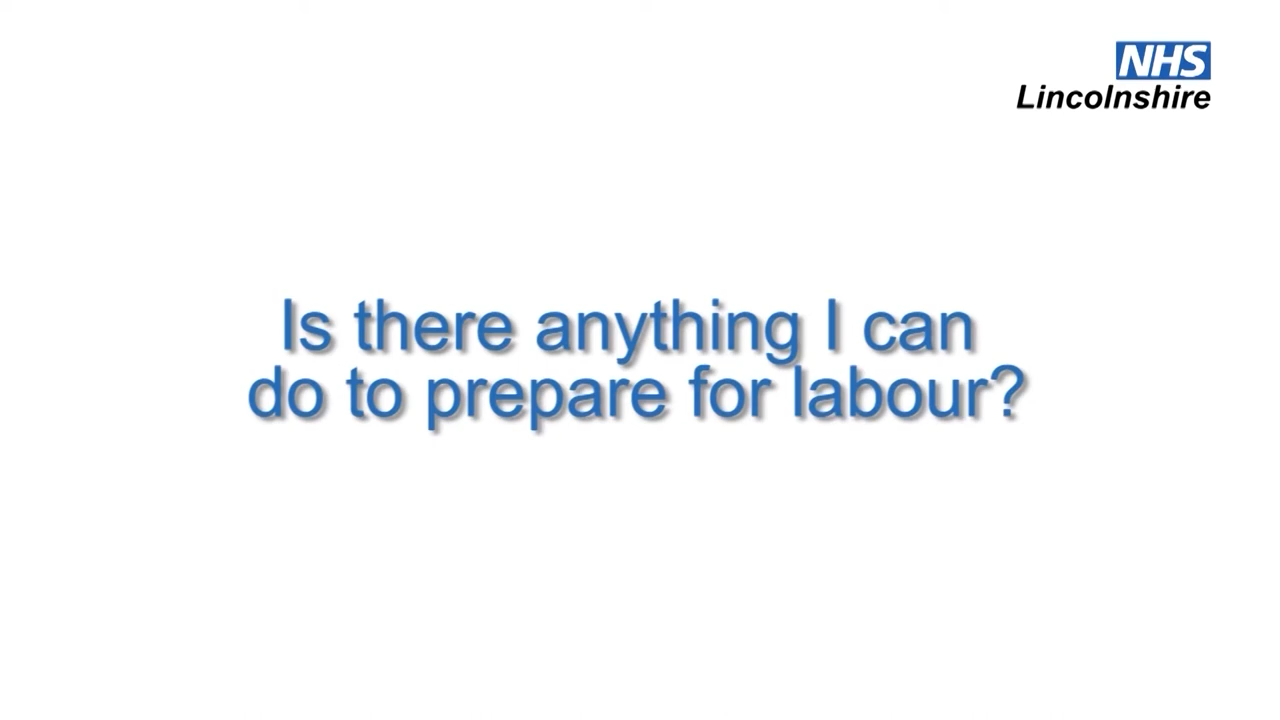 NHS
Lincolnshire
Is there anything I can
do to prepare for labour?